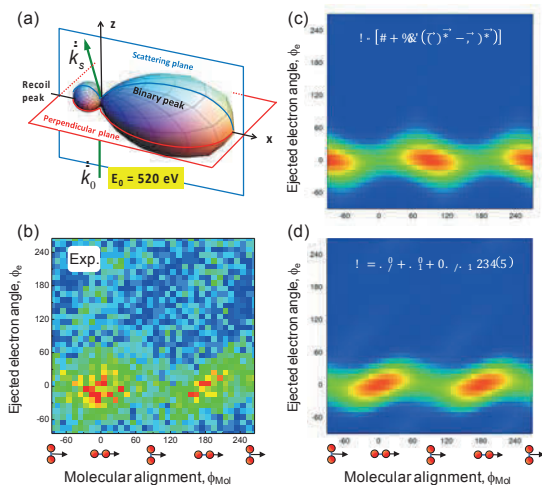 (a)
z
k⃗s
Scattering plane
Recoil
peak
Binary peak
Perpendicular plane
x
k⃗0
E₀ = 520 eV
(b)
Exp.
Ejected electron angle, ϕe
240
180
120
60
0
-60
-60 0 60 120 180 240
Molecular alignment, ϕMol
(c)
! - [# + %&' (
Ejected electron angle, ϕe
240
180
120
60
0
-60
-60 0 60 120 180 240
(d)
Ejected electron angle, ϕe
240
180
120
60
0
-60
-60 0 60 120 180 240
Molecular alignment, ϕMol